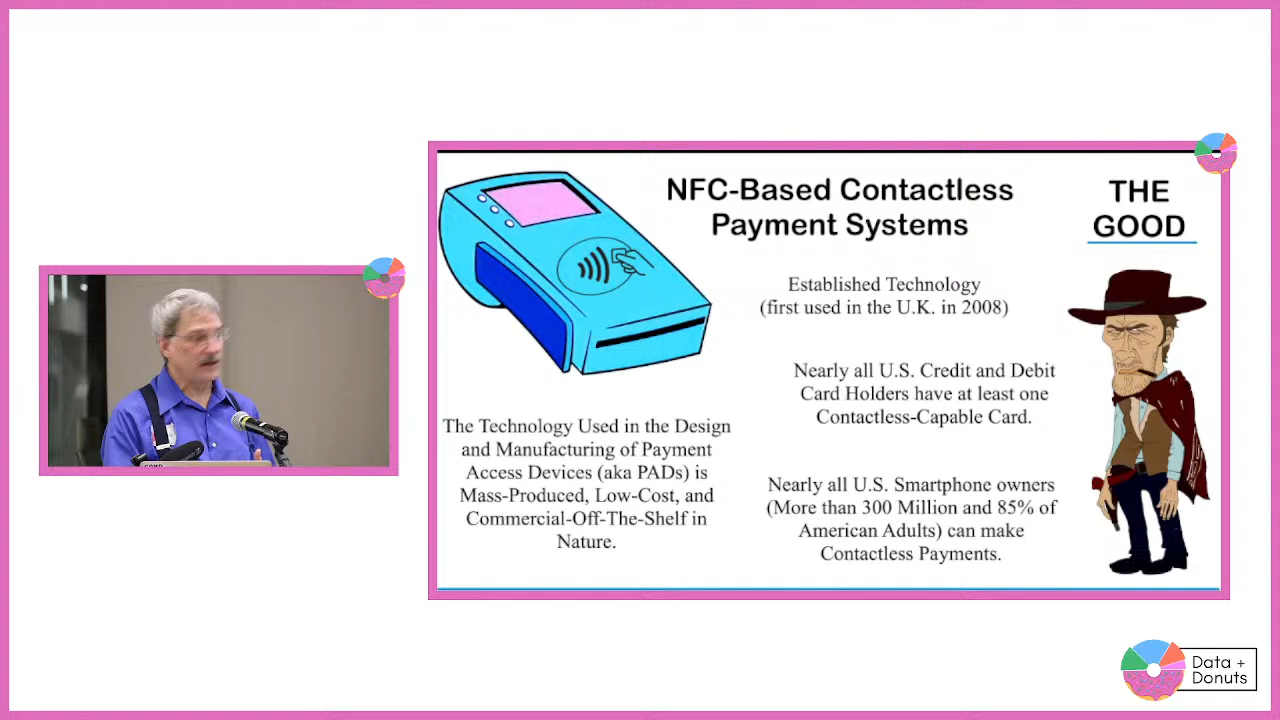 NFC-Based Contactless
Payment Systems
THE
GOOD
Established Technology
(first used in the U.K. in 2008)
Nearly all U.S. Credit and Debit
Card Holders have at least one
Contactless-Capable Card.
The Technology Used in the Design
and Manufacturing of Payment
Access Devices (aka PADs) is
Mass-Produced, Low-Cost, and
Commercial-Off-The-Shelf in
Nature.
Nearly all U.S. Smartphone owners
(More than 300 Million and 85% of
American Adults) can make
Contactless Payments.
Data +
Donuts